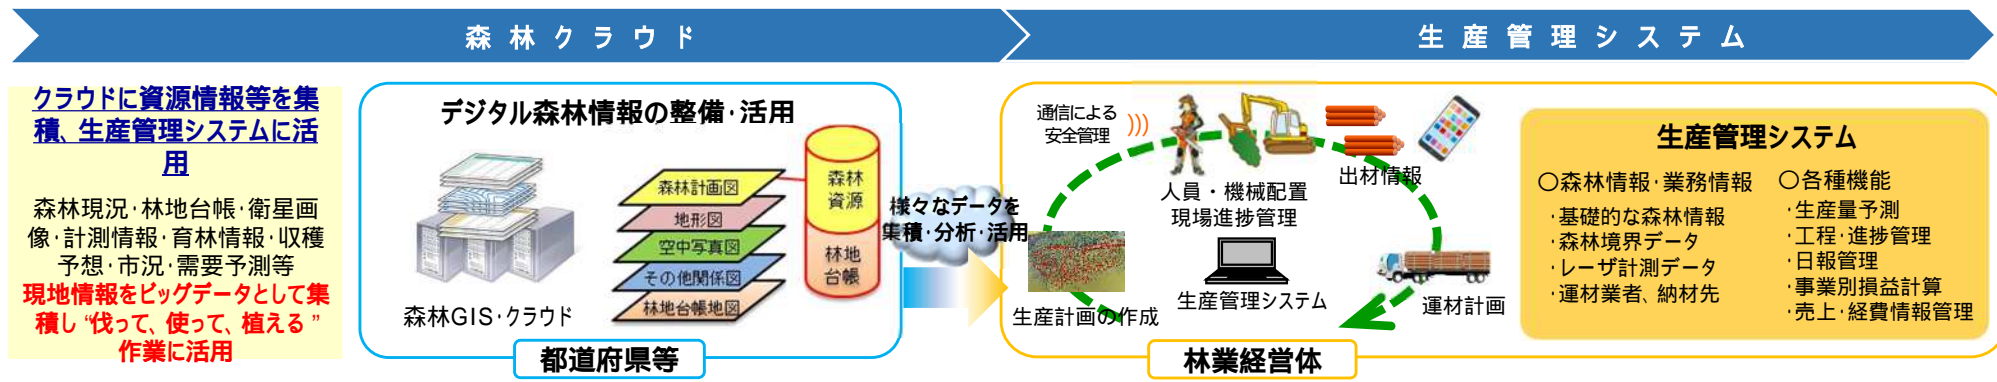 森林クラウド
生産管理システム
クラウドに資源情報等を集
積、生産管理システムに活
用
森林現況・林地台帳・衛星画
像・計測情報・育林情報・収穫
予想・市況・需要予測等
現地情報をビッグデータとして集
積し“伐って、使って、植える”
作業に活用
デジタル森林情報の整備・活用
森林GIS・クラウド
森林計画図
地形図
空中写真図
その他関係図
林地台帳地図
森林
資源
林地
台帳
都道府県等
様々なデータを
集積・分析・活用
通信による
安全管理
人員・機械配置
現場進捗管理
出材情報
生産管理システム
運材計画
生産計画の作成
林業経営体
生産管理システム
○森林情報・業務情報
・基礎的な森林情報
・森林境界データ
・レーザ計測データ
・運材業者、納材先
○各種機能
・生産量予測
・工程・進捗管理
・日報管理
・事業別損益計算
・売上・経費情報管理